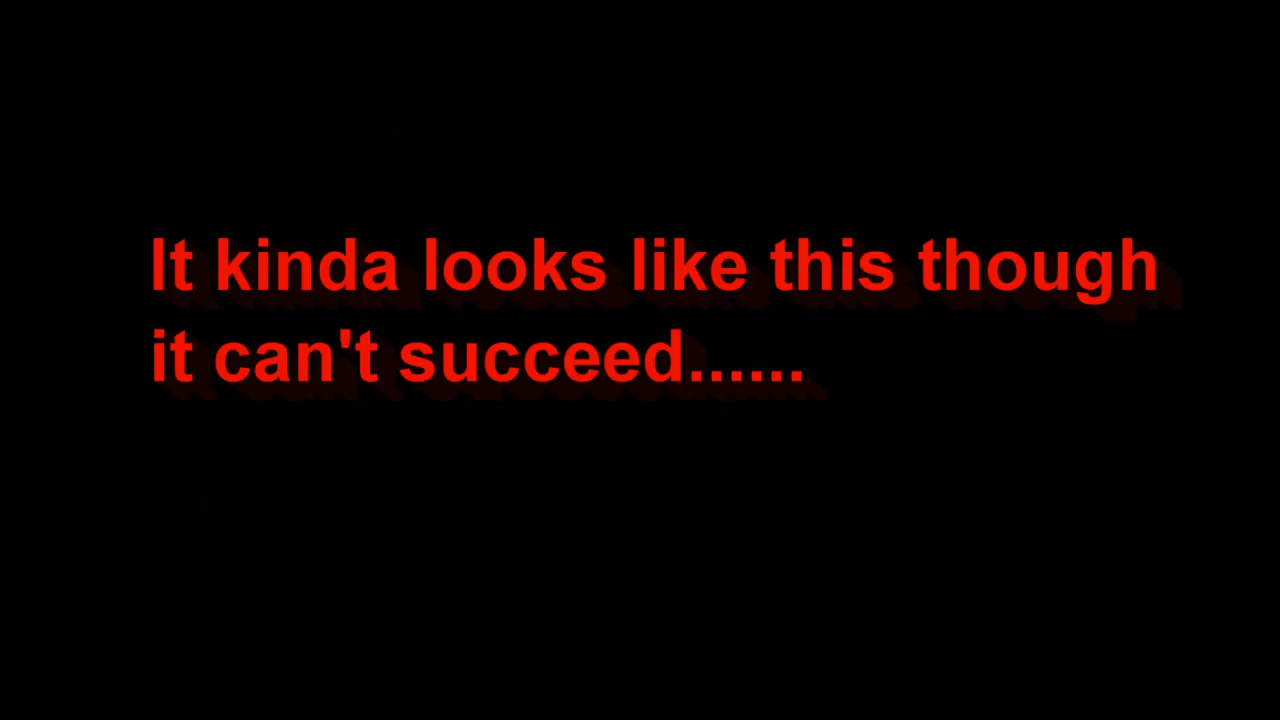 It kinda looks like this though
it can't succeed......